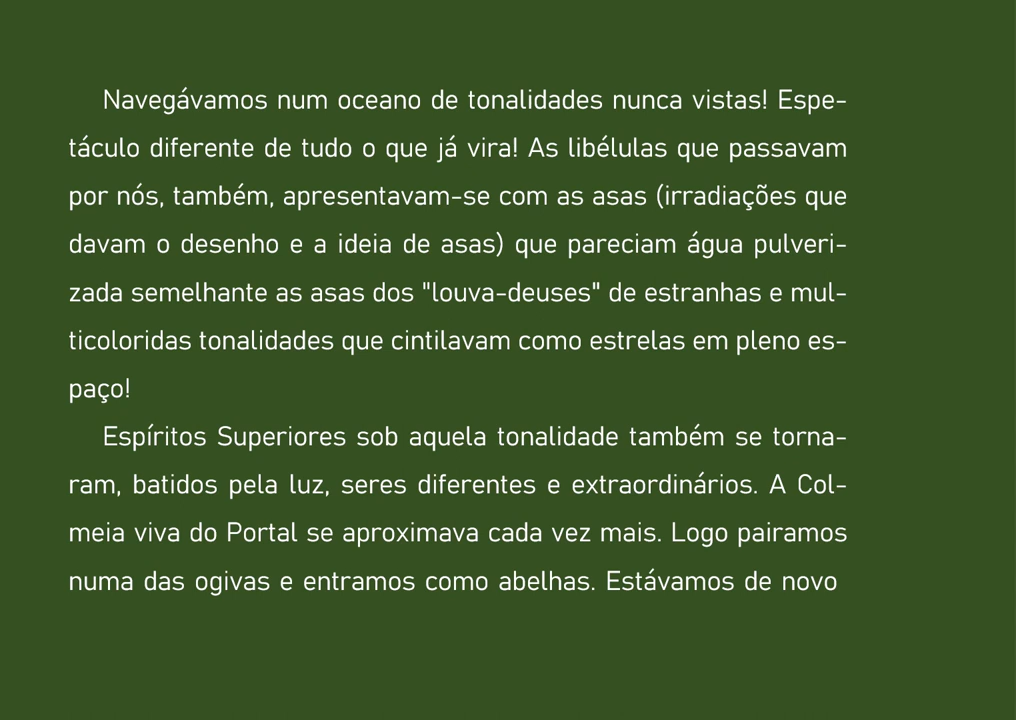 Navegávamos num oceano de tonalidades nunca vistas! Espe-
táculo diferente de tudo o que já vira! As libélulas que passavam
por nós, também, apresentavam-se com as asas (irradiações que
davam o desenho e a ideia de asas) que pareciam água pulveri-
zada semelhante as asas dos "louva-deuses" de estranhas e mul-
ticoloridas tonalidades que cintilavam como estrelas em pleno es-
paço!
Espíritos Superiores sob aquela tonalidade também se torna-
ram, batidos pela luz, seres diferentes e extraordinários. A Col-
meia viva do Portal se aproximava cada vez mais. Logo pairamos
numa das ogivas e entramos como abelhas. Estávamos de novo